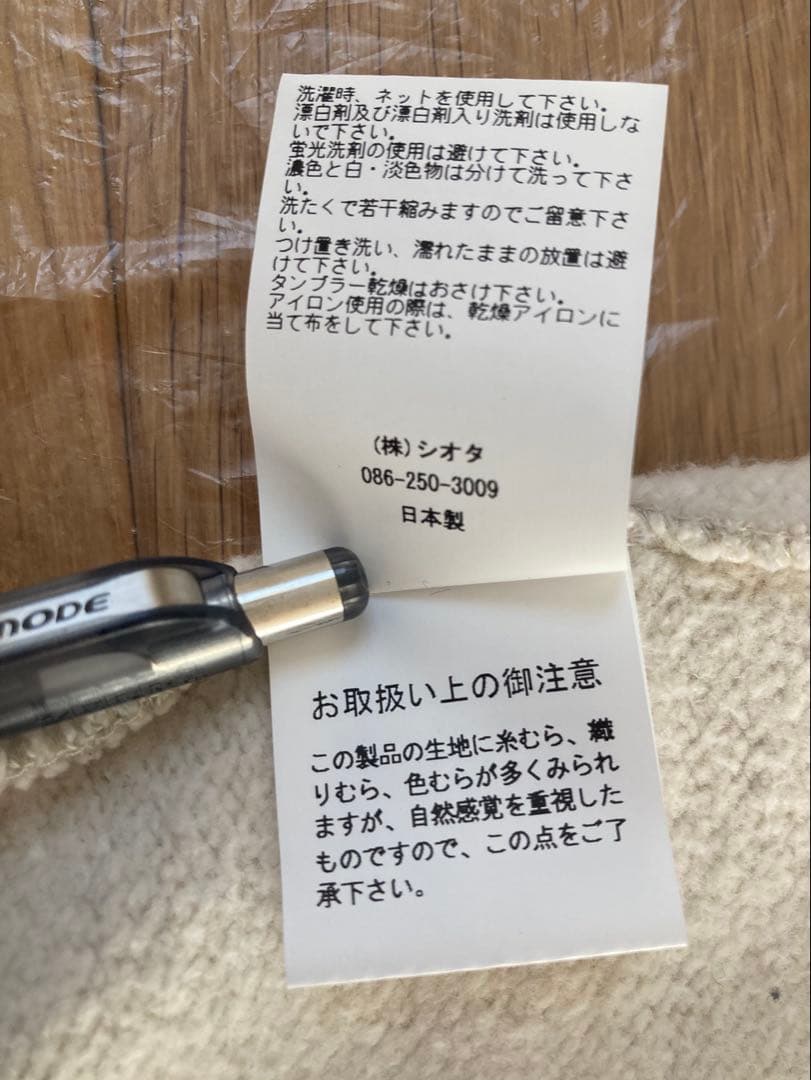 洗濯時、ネットを使用して下さい。
漂白剤及び漂白剤入り洗剤は使用しな
いで下さい。
蛍光洗剤の使用は避けて下さい。
濃色と白・淡色物は分けて洗って下さ
い。
洗たくで若干縮みますのでご留意下さ
い。
つけ置き洗い、濡れたままの放置は避
けて下さい。
タンブラー乾燥はおさけ下さい。
アイロン使用の際は、乾燥アイロンに
当て布をして下さい。
(株)シオタ
086-250-3009
日本製
MODE
お取扱い上の御注意
この製品の生地に糸むら、織
りむら、色むらが多くみられ
ますが、自然感覚を重視した
ものですので、この点をご了
承下さい。